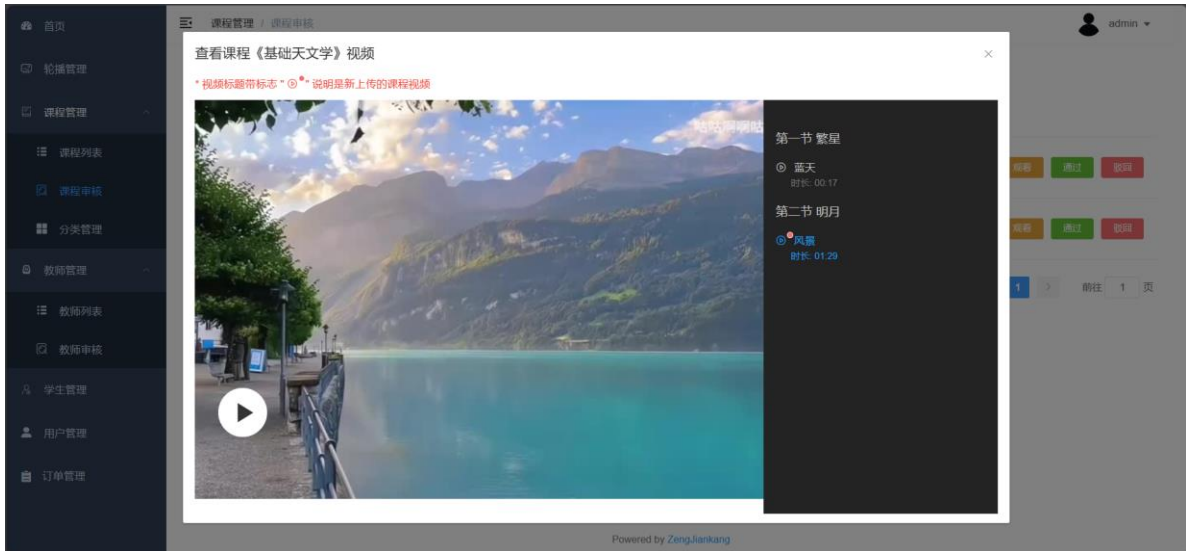 首页
轮播管理
课程管理
课程列表
课程审核
分类管理
教师管理
教师列表
教师审核
学生管理
用户管理
订单管理
课程管理 / 课程审核
admin
查看课程《基础天文学》视频
* 视频标题带标志 " " 说明是新上传的课程视频
第一节 繁星
蓝天
时长: 00:17
第二节 明月
风景
时长: 01:29
观看 通过 驳回
观看 通过 驳回
1 前往 1 页
Powered by ZengJiankang